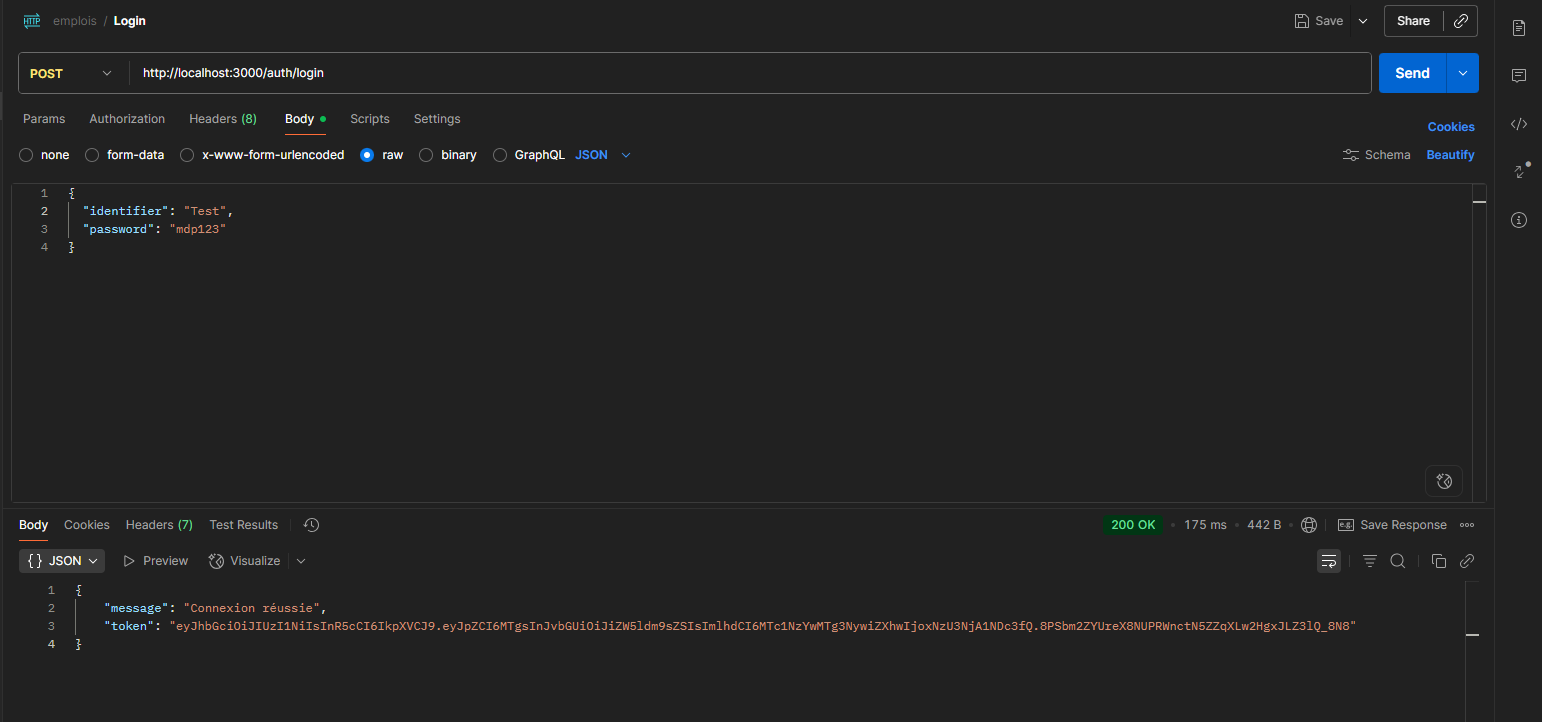 HTTP emplois / Login Save Share
POST http://localhost:3000/auth/login Send
Params Authorization Headers (8) Body Scripts Settings Cookies
none form-data x-www-form-urlencoded raw binary GraphQL JSON Schema Beautify
1 {
2 "identifier": "Test",
3 "password": "mdp123"
4 }
Body Cookies Headers (7) Test Results 200 OK • 175 ms • 442 B • e.g. Save Response
{} JSON Preview Visualize
1 {
2 "message": "Connexion réussie",
3 "token": "eyJhbGciOiJIUzI1NiIsInR5cCI6IkpXVCJ9.eyJpZCI6MTgsInJvbGUiOiJiZW5ldm9sZSIsImlhdCI6MTc1NzYwMTg3NywiZXhwIjoxNzU3NjA1NDc3fQ.8PSbm2ZYUreX8NUPRWnctN5ZZqXLw2HgxJLZ3lQ_8N8"
4 }